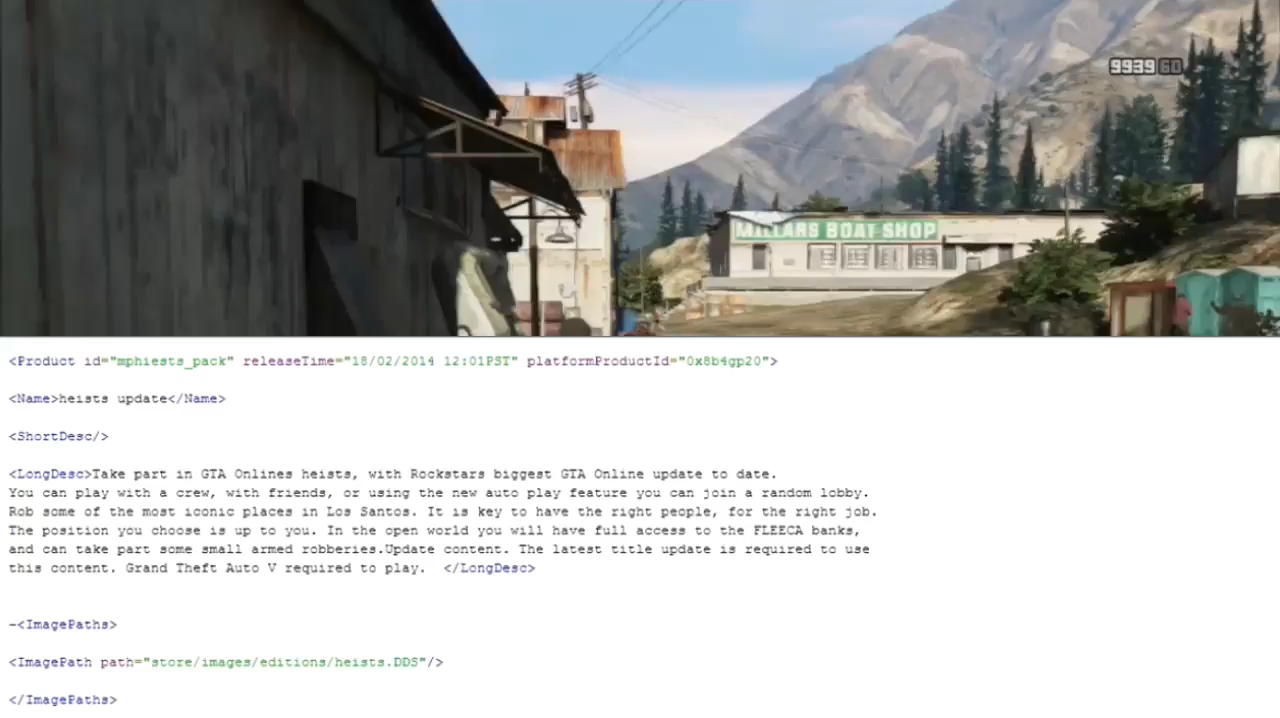 9939 60
MILLARS BOAT SHOP
<Product id="mphiests_pack" releaseTime="18/02/2014 12:01PST" platformProductId="0x8b4gp20">
<Name>heists update</Name>
<ShortDesc/>
<LongDesc>Take part in GTA Onlines heists, with Rockstars biggest GTA Online update to date.
You can play with a crew, with friends, or using the new auto play feature you can join a random lobby.
Rob some of the most iconic places in Los Santos. It is key to have the right people, for the right job.
The position you choose is up to you. In the open world you will have full access to the FLEECA banks,
and can take part some small armed robberies.Update content. The latest title update is required to use
this content. Grand Theft Auto V required to play.  </LongDesc>
-<ImagePaths>
<ImagePath path="store/images/editions/heists.DDS"/>
</ImagePaths>